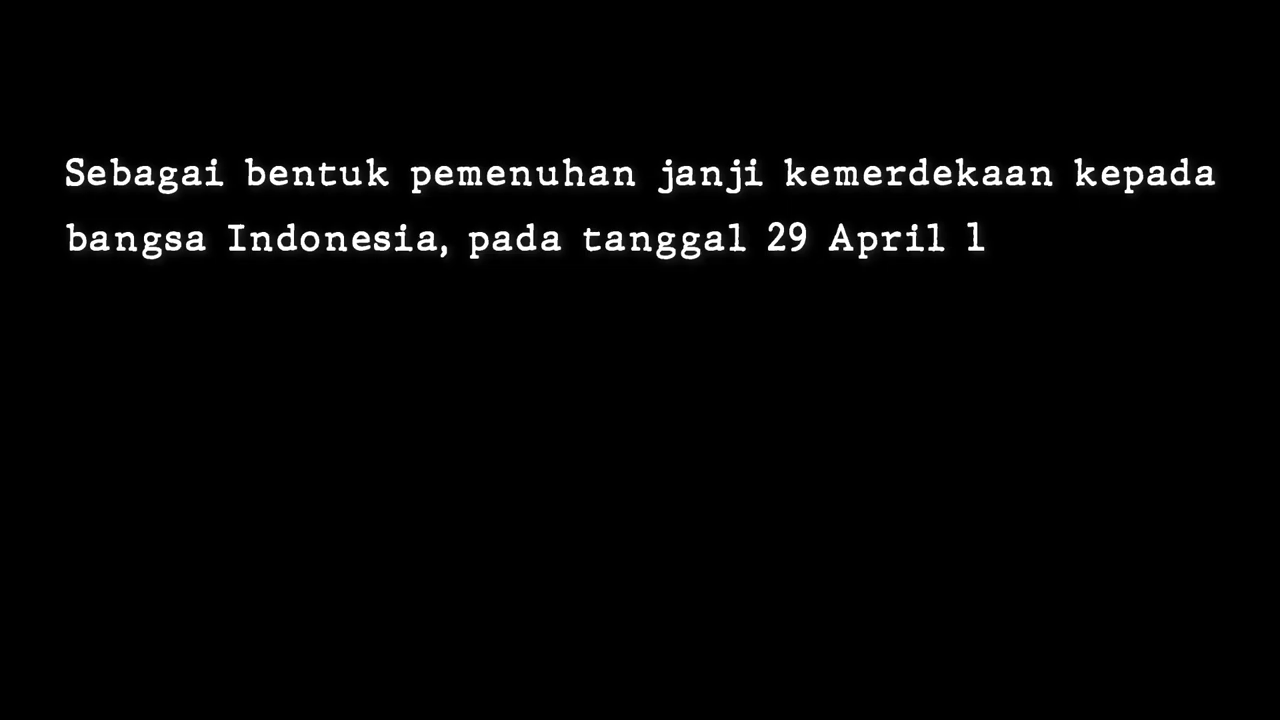 Sebagai bentuk pemenuhan janji kemerdekaan kepada
bangsa Indonesia, pada tanggal 29 April 1